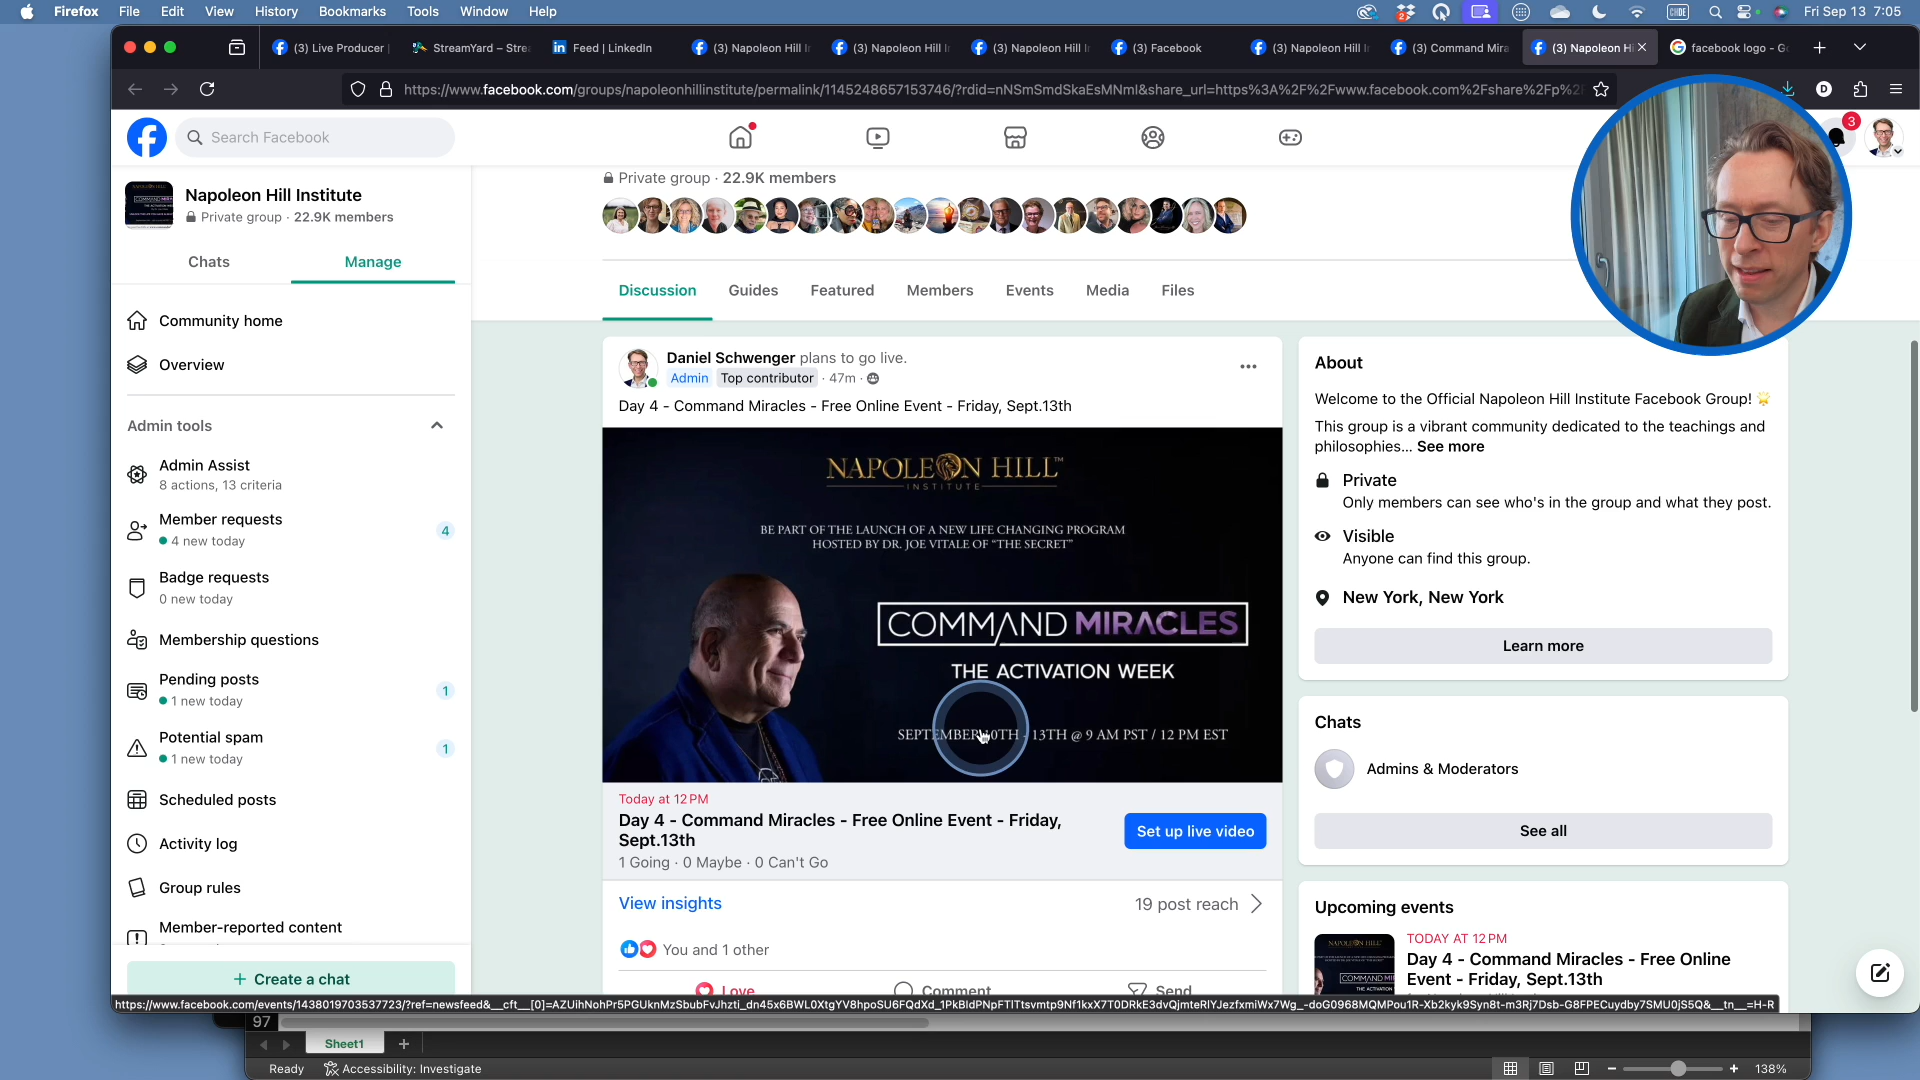 Firefox File Edit View History Bookmarks Tools Window Help
2
Fri Sep 13 7:05
(3) Live Producer
StreamYard – Stre
Feed | LinkedIn
(3) Napoleon Hill I
(3) Napoleon Hill I
(3) Napoleon Hill I
(3) Facebook
(3) Napoleon Hill I
(3) Command Mira
(3) Napoleon Hi
facebook logo - Go
https://www.facebook.com/groups/napoleonhillinstitute/permalink/1145248657153746/?rdid=nNSmSmdSkaEsMNmI&share_url=https%3A%2F%2Fwww.facebook.com%2Fshare%2Fp%2
D
Search Facebook
3
Napoleon Hill Institute
Private group · 22.9K members
Chats
Manage
Community home
Overview
Admin tools
Admin Assist
8 actions, 13 criteria
Member requests
4 new today
4
Badge requests
0 new today
Membership questions
Pending posts
1 new today
1
Potential spam
1 new today
1
Scheduled posts
Activity log
Group rules
Member-reported content
+ Create a chat
Private group · 22.9K members
Discussion Guides Featured Members Events Media Files
Daniel Schwenger plans to go live.
Admin Top contributor · 47m ·
Day 4 - Command Miracles - Free Online Event - Friday, Sept.13th
NAPOLEON HILL™
INSTITUTE
BE PART OF THE LAUNCH OF A NEW LIFE CHANGING PROGRAM
HOSTED BY DR. JOE VITALE OF “THE SECRET”
COMMAND MIRACLES
THE ACTIVATION WEEK
SEPTEMBER 10TH - 13TH @ 9 AM PST / 12 PM EST
Today at 12 PM
Day 4 - Command Miracles - Free Online Event - Friday,
Sept.13th
1 Going · 0 Maybe · 0 Can't Go
Set up live video
View insights
19 post reach
You and 1 other
Love
Comment
Send
About
Welcome to the Official Napoleon Hill Institute Facebook Group! 🌟
This group is a vibrant community dedicated to the teachings and
philosophies... See more
Private
Only members can see who's in the group and what they post.
Visible
Anyone can find this group.
New York, New York
Learn more
Chats
Admins & Moderators
See all
Upcoming events
TODAY AT 12 PM
Day 4 - Command Miracles - Free Online
Event - Friday, Sept.13th
97
Sheet1
+
Ready
Accessibility: Investigate
138%